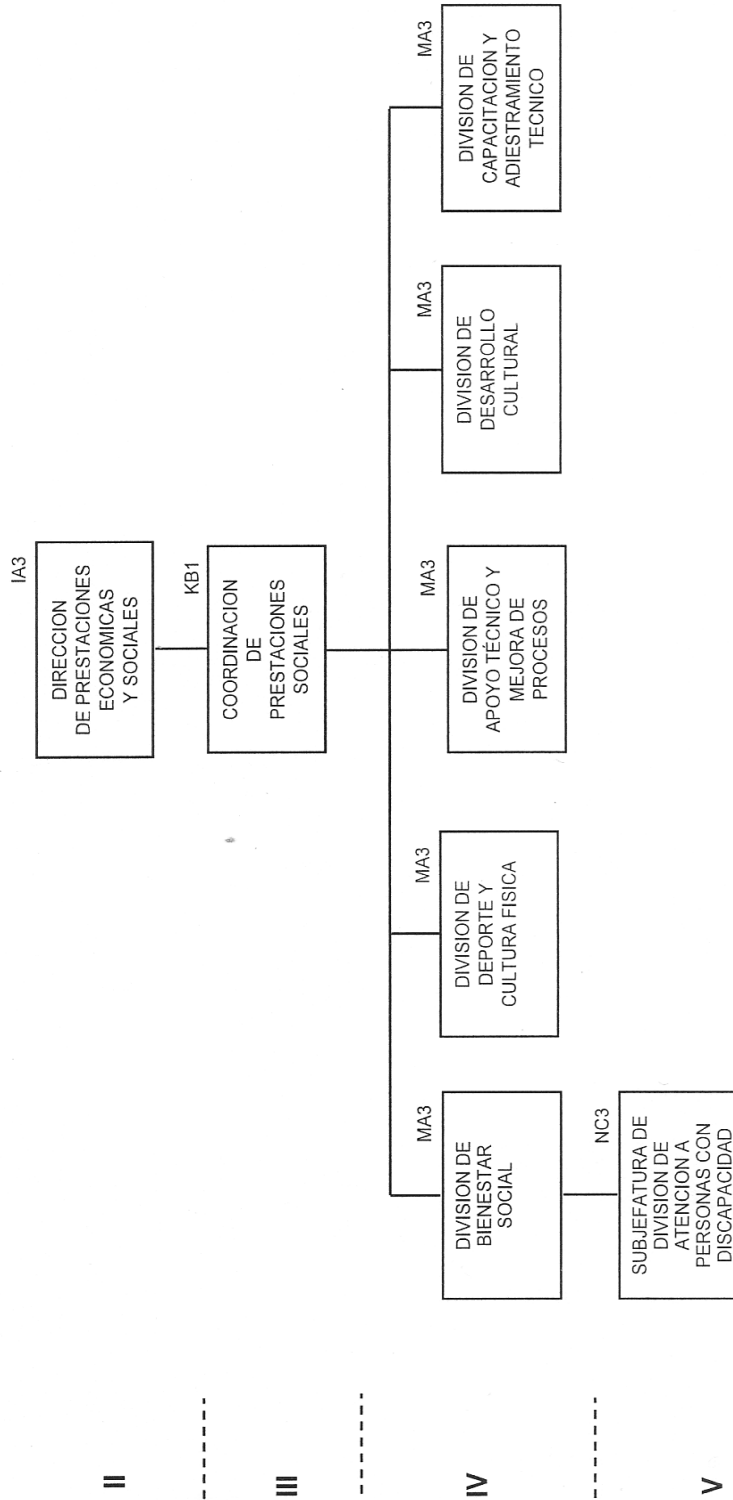 II
IA3
DIRECCION
DE PRESTACIONES
ECONOMICAS
Y SOCIALES
III
KB1
COORDINACION
DE
PRESTACIONES
SOCIALES
IV
MA3
DIVISION DE
BIENESTAR
SOCIAL
MA3
DIVISION DE
DEPORTE Y
CULTURA FISICA
MA3
DIVISION DE
APOYO TÉCNICO Y
MEJORA DE
PROCESOS
MA3
DIVISION DE
DESARROLLO
CULTURAL
MA3
DIVISION DE
CAPACITACION Y
ADIESTRAMIENTO
TECNICO
V
NC3
SUBJEFATURA DE
DIVISION DE
ATENCION A
PERSONAS CON
DISCAPACIDAD